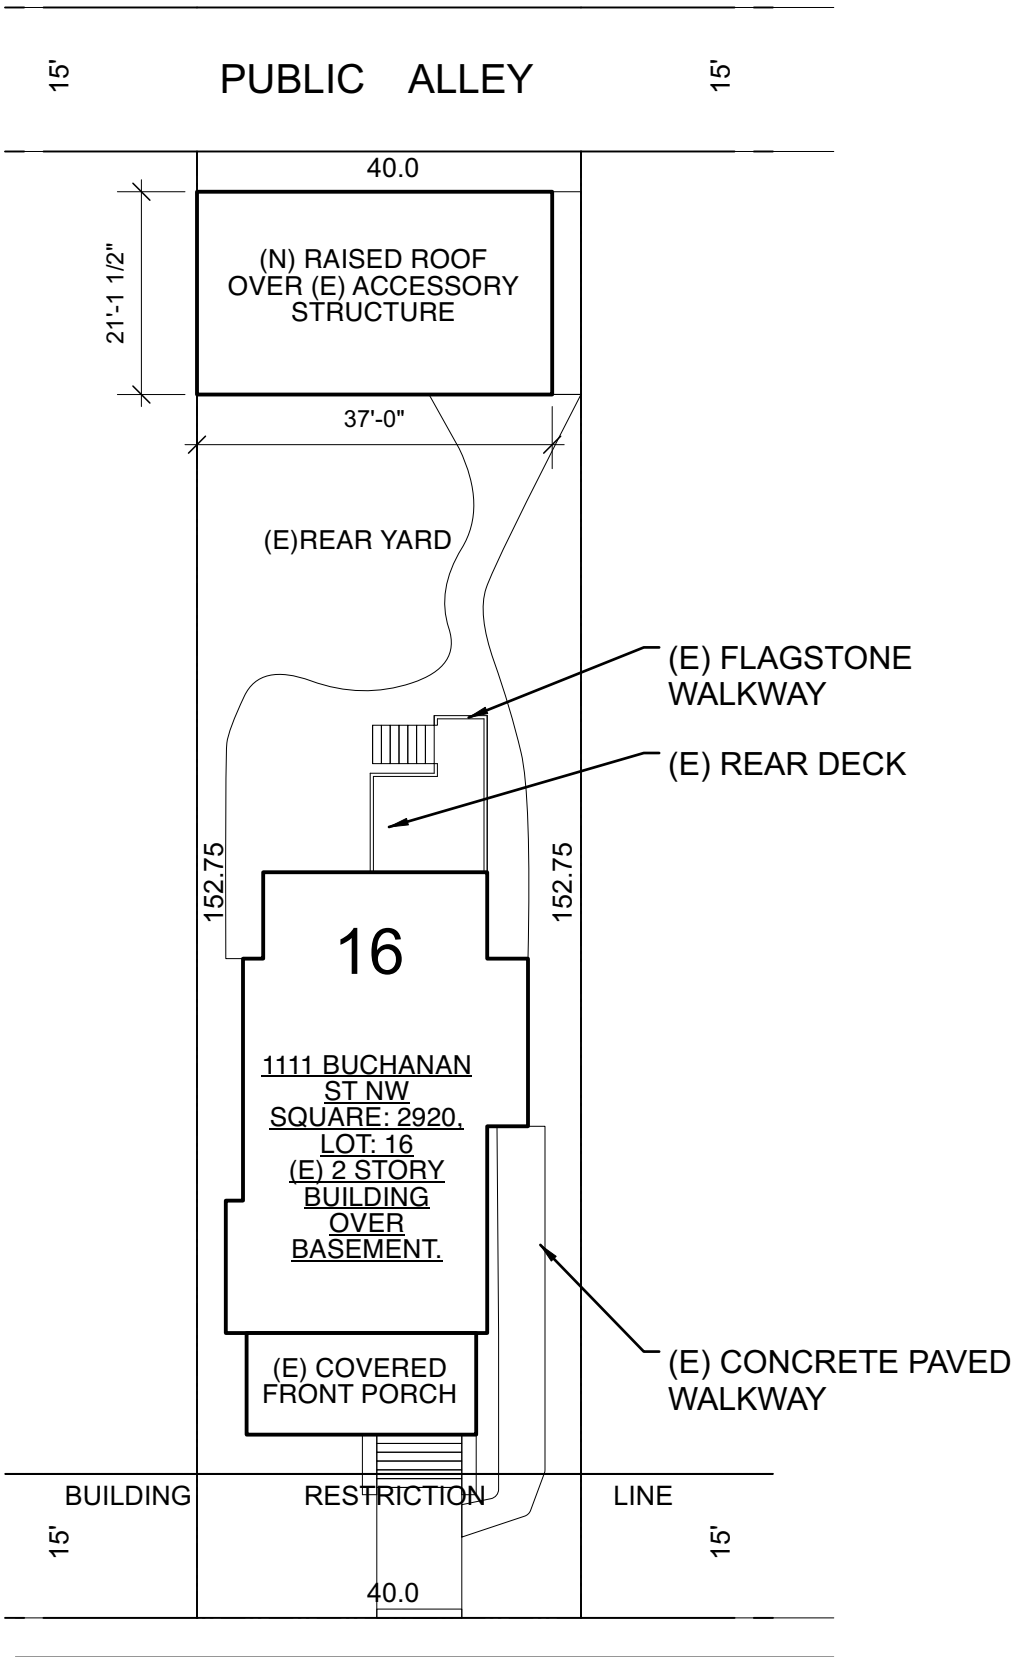 15'
PUBLIC ALLEY
15'
40.0
21'-1 1/2"
(N) RAISED ROOF
OVER (E) ACCESSORY
STRUCTURE
37'-0"
(E)REAR YARD
(E) FLAGSTONE
WALKWAY
(E) REAR DECK
152.75
152.75
16
1111 BUCHANAN
ST NW
SQUARE: 2920,
LOT: 16
(E) 2 STORY
BUILDING
OVER
BASEMENT.
(E) CONCRETE PAVED
WALKWAY
(E) COVERED
FRONT PORCH
BUILDING RESTRICTION LINE
15'
15'
40.0